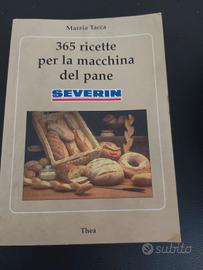 Marzia Tacca
365 ricette
per la macchina
del pane
SEVERIN
Thea
subito